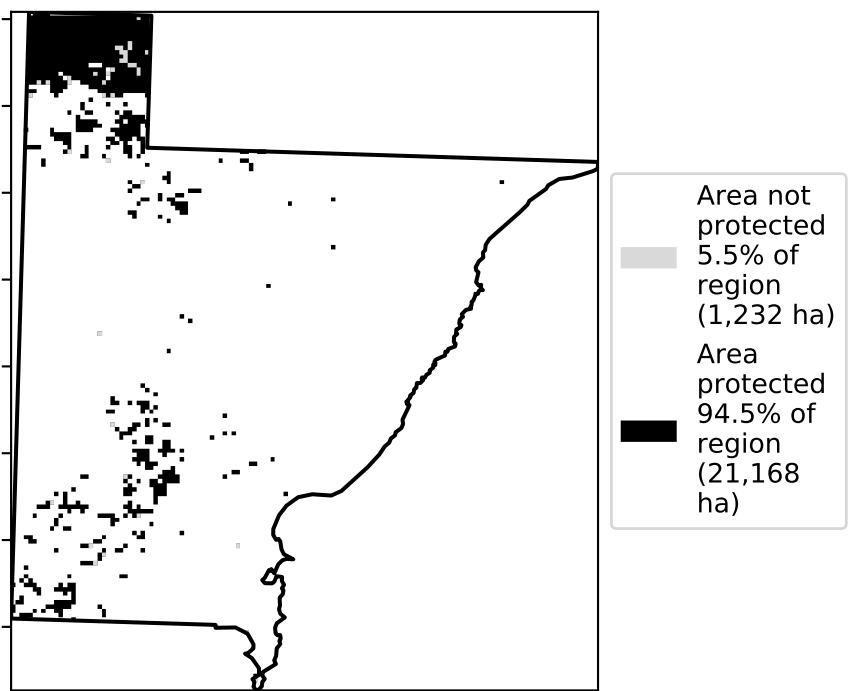 Area not
protected
5.5% of
region
(1,232 ha)
Area
protected
94.5% of
region
(21,168
ha)